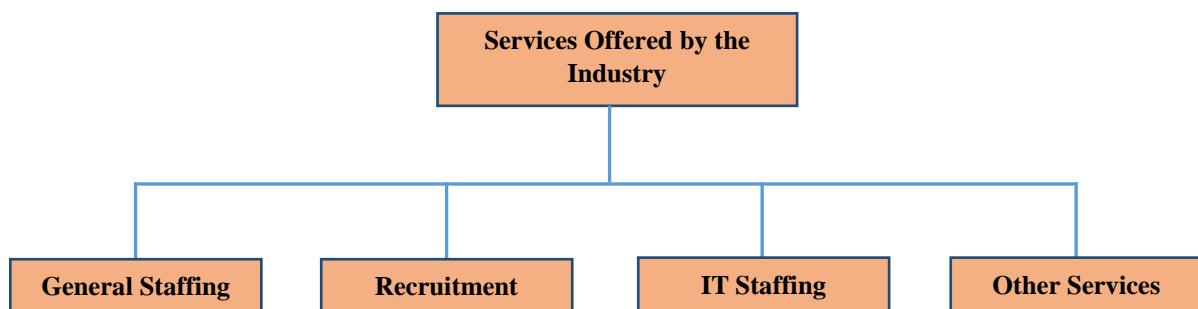 Services Offered by the
Industry
General Staffing
Recruitment
IT Staffing
Other Services